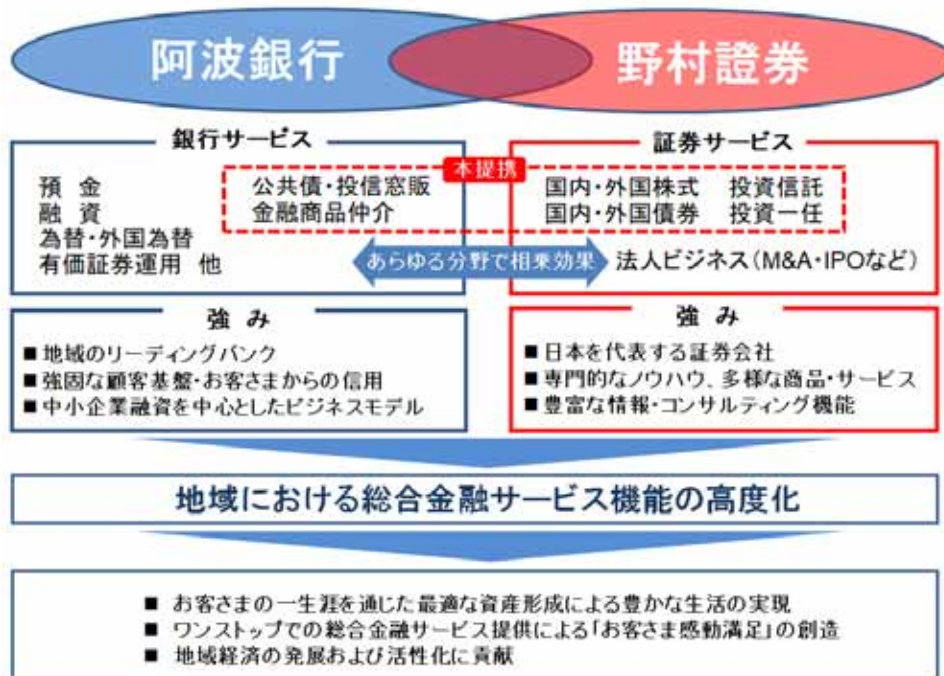 阿波銀行
野村證券
銀行サービス
証券サービス
本提携
預 金
融 資
為替・外国為替
有価証券運用 他
公共債・投信窓販
金融商品仲介
国内・外国株式 投資信託
国内・外国債券 投資一任
あらゆる分野で相乗効果
法人ビジネス(M&A・IPOなど)
強 み
■ 地域のリーディングバンク
■ 強固な顧客基盤・お客さまからの信用
■ 中小企業融資を中心としたビジネスモデル
強 み
■ 日本を代表する証券会社
■ 専門的なノウハウ、多様な商品・サービス
■ 豊富な情報・コンサルティング機能
地域における総合金融サービス機能の高度化
■ お客さまの一生涯を通じた最適な資産形成による豊かな生活の実現
■ ワンストップでの総合金融サービス提供による「お客さま感動満足」の創造
■ 地域経済の発展および活性化に貢献